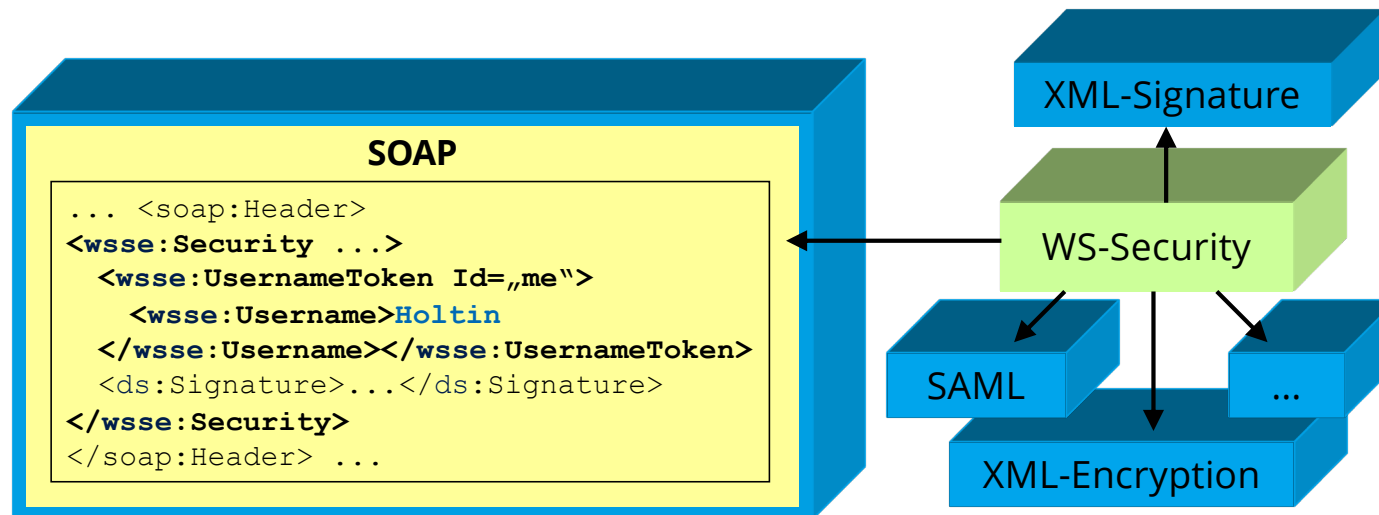 SOAP
... <soap:Header>
<wsse:Security ...>
<wsse:UsernameToken Id=„me“>
<wsse:Username>Holtin
</wsse:Username></wsse:UsernameToken>
<ds:Signature>...</ds:Signature>
</wsse:Security>
</soap:Header> ...
XML-Signature
WS-Security
SAML
...
XML-Encryption